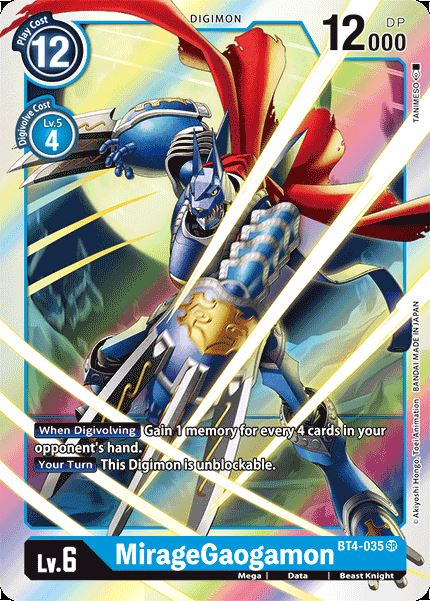 Play Cost
12
DIGIMON
DP
12000
Digivolve Cost
Lv.5
4
TANIMESO
©Akiyoshi Hongo, Toei Animation BANDAI MADE IN JAPAN
When Digivolving Gain 1 memory for every 4 cards in your
opponent's hand.
Your Turn This Digimon is unblockable.
Lv.6
MirageGaogamon
BT4-035 SR
Mega | Data | Beast Knight